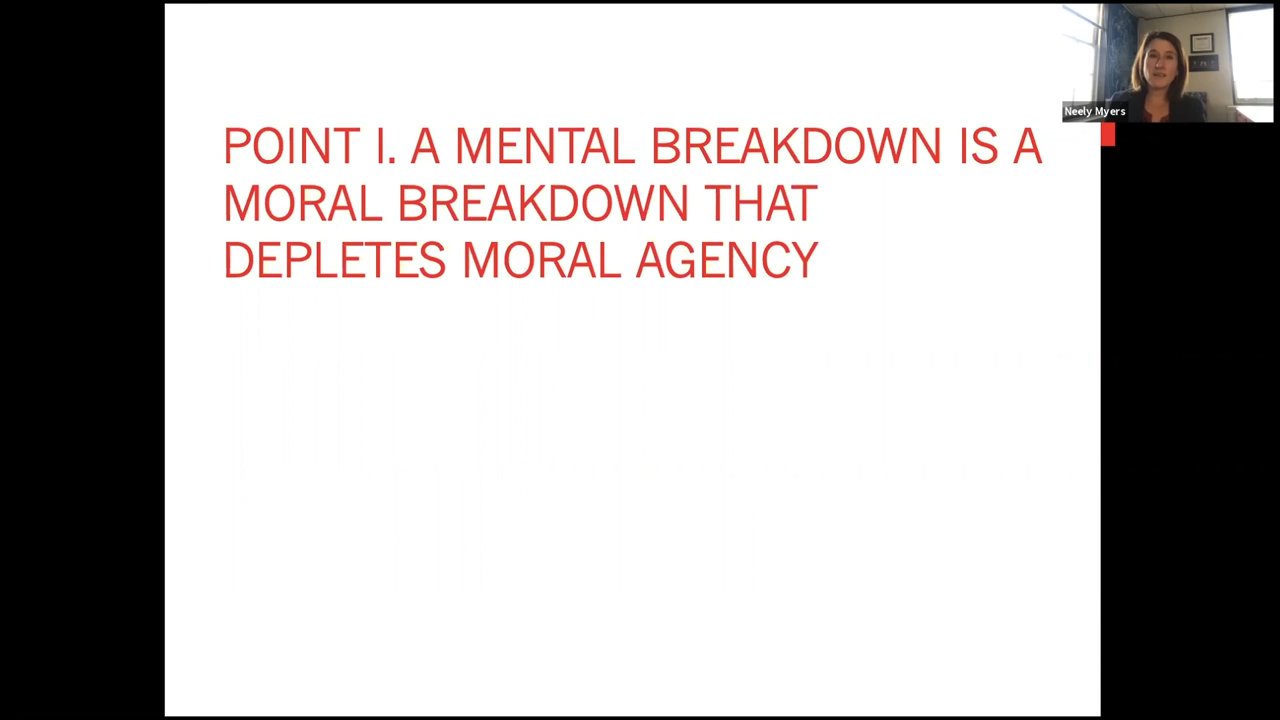 POINT I. A MENTAL BREAKDOWN IS A
MORAL BREAKDOWN THAT
DEPLETES MORAL AGENCY
Neely Myers